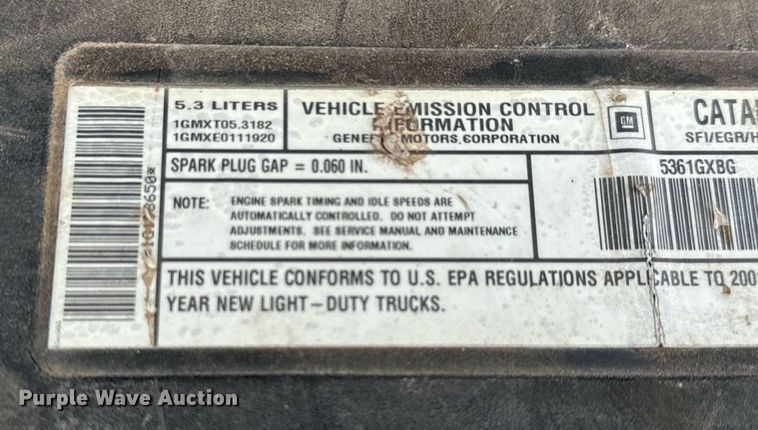 5.3 LITERS
1GMXT05.3182
1GMXE0111920
VEHICLE EMISSION CONTROL
INFORMATION
GENERAL MOTORS CORPORATION
GM
CATA
SFI/EGR/H
SPARK PLUG GAP = 0.060 IN.
5361GXBG
NOTE: ENGINE SPARK TIMING AND IDLE SPEEDS ARE
AUTOMATICALLY CONTROLLED. DO NOT ATTEMPT
ADJUSTMENTS. SEE SERVICE MANUAL AND MAINTENANCE
SCHEDULE FOR MORE INFORMATION.
THIS VEHICLE CONFORMS TO U.S. EPA REGULATIONS APPLICABLE TO 200
YEAR NEW LIGHT-DUTY TRUCKS.
Purple Wave Auction